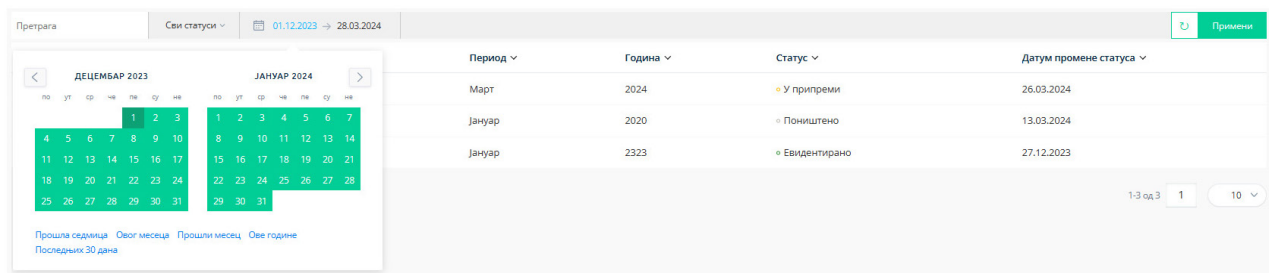 Претрага Сви статуси 01.12.2023 → 28.03.2024 Примени
Период Година Статус Датум промене статуса
ДЕЦЕМБАР 2023 ЈАНУАР 2024
по ут ср че пе су не по ут ср че пе су не
Март 2024 У припреми 26.03.2024
1 2 3 1 2 3 4 5 6 7
Јануар 2020 Поништено 13.03.2024
4 5 6 7 8 9 10 8 9 10 11 12 13 14
Јануар 2323 Евидентирано 27.12.2023
11 12 13 14 15 16 17 15 16 17 18 19 20 21
18 19 20 21 22 23 24 22 23 24 25 26 27 28
25 26 27 28 29 30 31 29 30 31
1-3 од 3 1 10
Прошла седмица Овог месеца Прошли месец Ове године
Последњих 30 дана